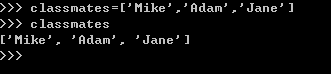 >>> classmates=['Mike','Adam','Jane']
>>> classmates
['Mike', 'Adam', 'Jane']
>>>